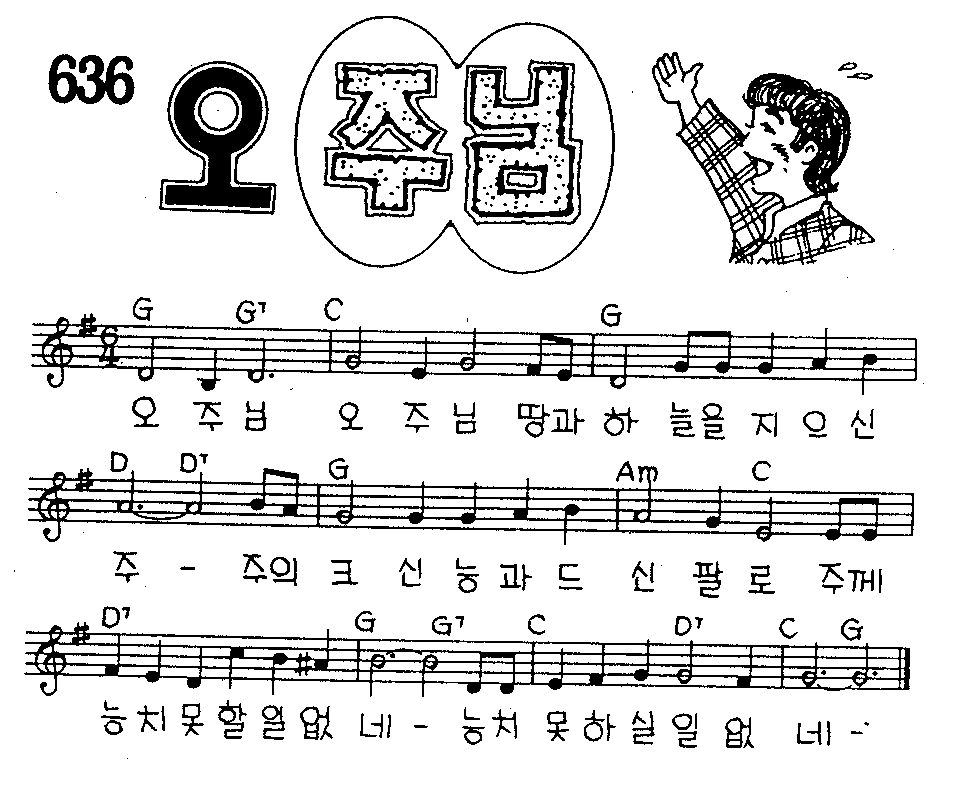 636 오 주님
G G7 C G
6/4
오 주 님 오 주 님 땅과 하 늘을 지 으 신
D D7 G Am C
주 - 주의 크 신 능 과 드 신 팔 로 주께
D7 G G7 C D7 C G
능 치 못 할 일 없 네 - 능치 못 하 실 일 없 네 -